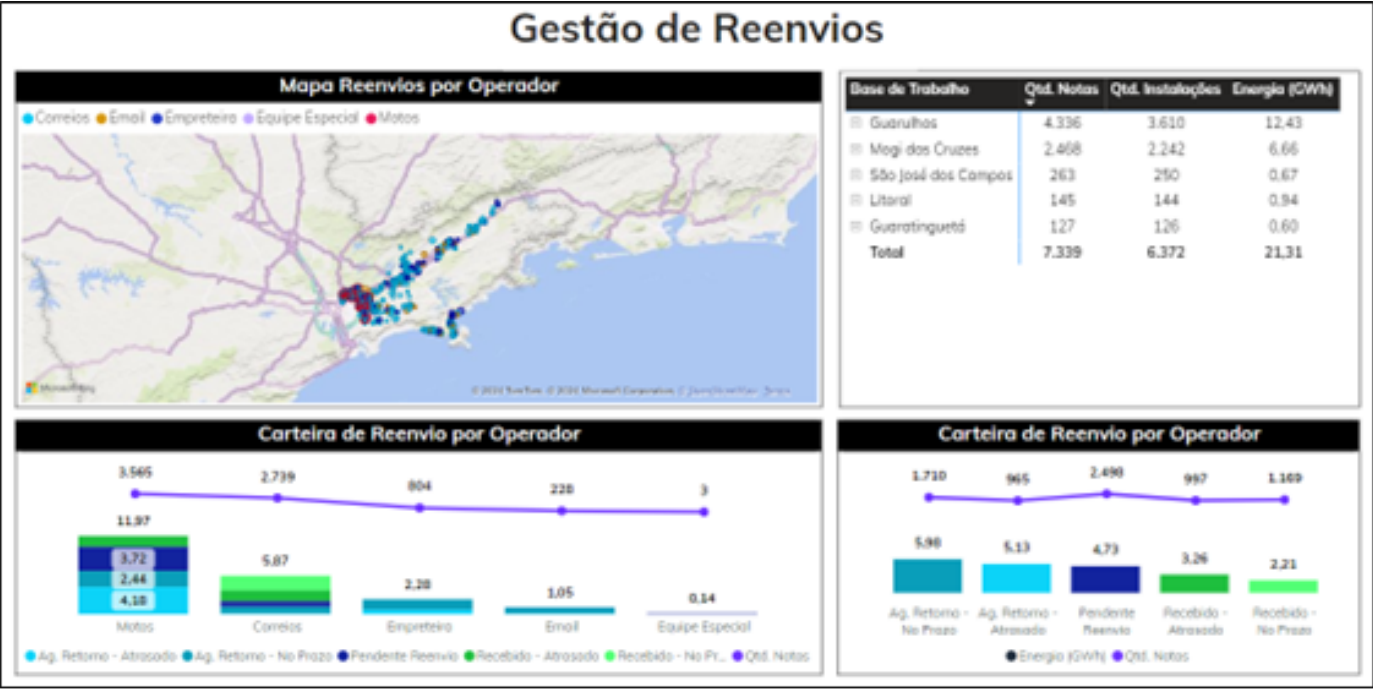 Gestão de Reenvios
Mapa Reenvios por Operador
Correios Email Empreteira Equipe Especial Motos
Base de Trabalho Qtd. Notas Qtd. Instalações Energia (GWh)
Guarulhos 4.336 3.610 12,43
Mogi das Cruzes 2.468 2.242 6,66
São José dos Campos 263 250 0,67
Litoral 145 144 0,94
Guaratinguetá 127 126 0,60
Total 7.339 6.372 21,31
Carteira de Reenvio por Operador
3.565 2.739 804 228 3
11,97 5,87 2,28 1,05 0,14
3,72
2,44
4,18
Motos Correios Empreteira Email Equipe Especial
Ag. Retorno - Atrasado Ag. Retorno - No Prazo Pendente Reenvio Recebido - Atrasado Recebido - No Pr... Qtd. Notas
Carteira de Reenvio por Operador
1.710 965 2.498 997 1.169
5,98 5,13 4,73 3,26 2,21
Ag. Retorno - Ag. Retorno - Pendente Recebido - Recebido -
No Prazo Atrasado Reenvio Atrasado No Prazo
Energia (GWh) Qtd. Notas